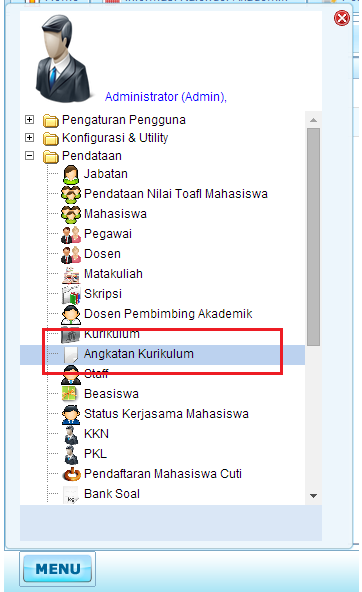 Administrator (Admin),
Pengaturan Pengguna
Konfigurasi & Utility
Pendataan
Jabatan
Pendataan Nilai Toafl Mahasiswa
Mahasiswa
Pegawai
Dosen
Matakuliah
Skripsi
Dosen Pembimbing Akademik
Kurikulum
Angkatan Kurikulum
Staff
Beasiswa
Status Kerjasama Mahasiswa
KKN
PKL
Pendaftaran Mahasiswa Cuti
Bank Soal
MENU